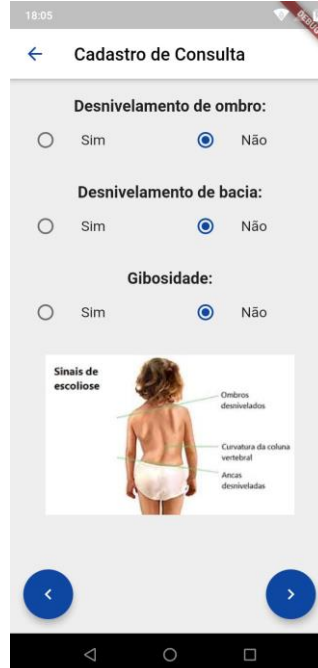 18:05
DEBUG
Cadastro de Consulta
Desnivelamento de ombro:
Sim Não
Desnivelamento de bacia:
Sim Não
Gibosidade:
Sim Não
Sinais de
escoliose
Ombros
desnivelados
Curvatura da coluna
vertebral
Ancas
desniveladas